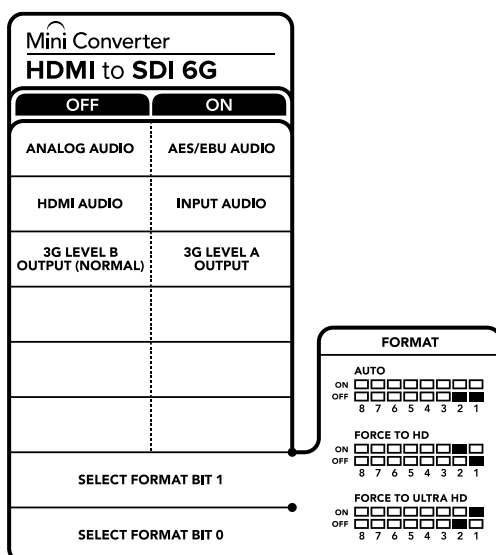 Mini Converter
HDMI to SDI 6G
OFF ON
ANALOG AUDIO AES/EBU AUDIO
HDMI AUDIO INPUT AUDIO
3G LEVEL B
OUTPUT (NORMAL)
3G LEVEL A
OUTPUT
SELECT FORMAT BIT 1
SELECT FORMAT BIT 0
FORMAT
AUTO
ON
OFF
8 7 6 5 4 3 2 1
FORCE TO HD
ON
OFF
8 7 6 5 4 3 2 1
FORCE TO ULTRA HD
ON
OFF
8 7 6 5 4 3 2 1